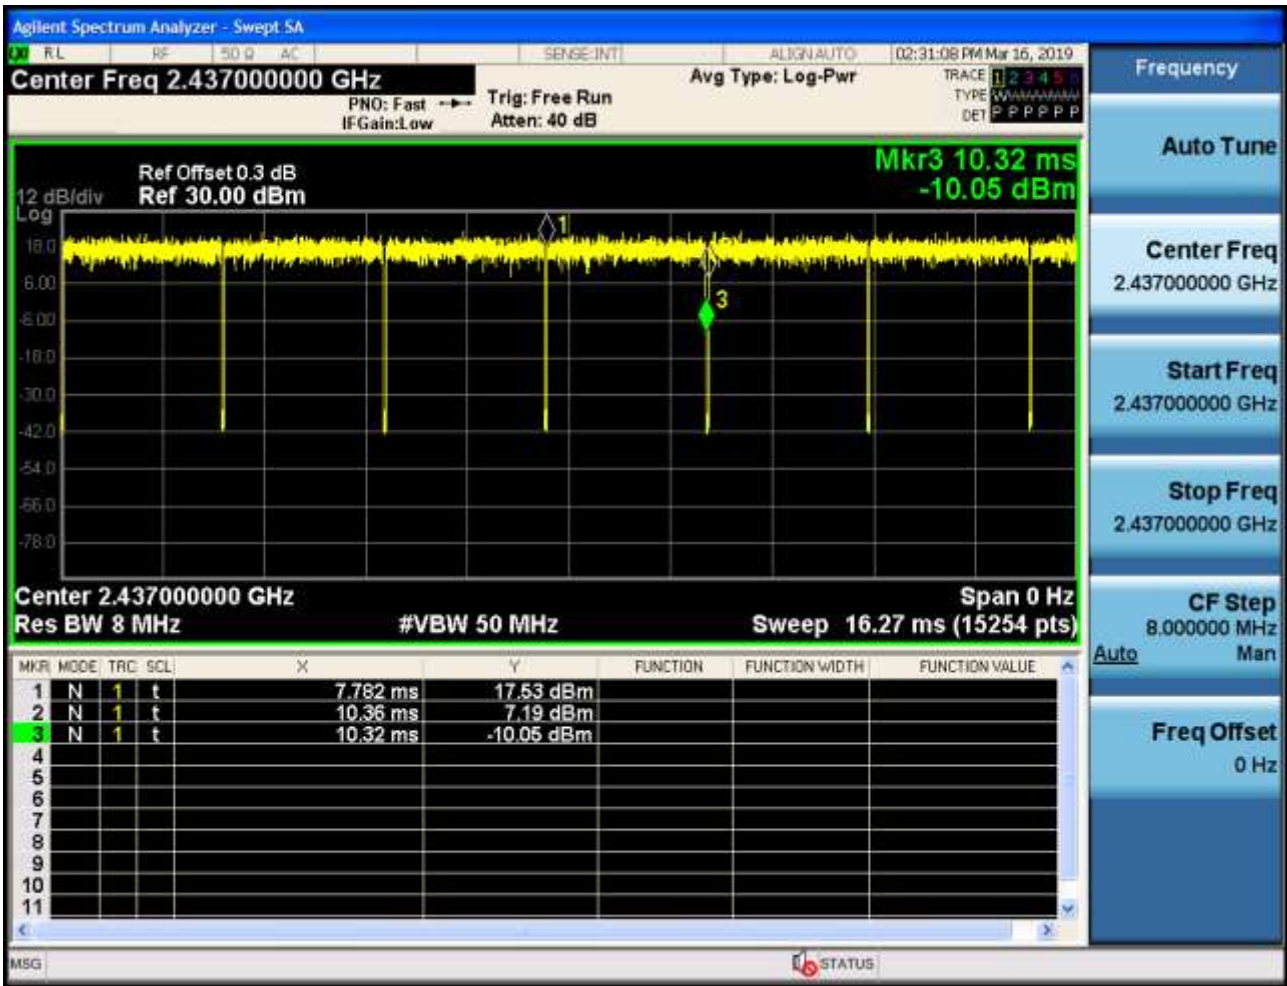 Agilent Spectrum Analyzer - Swept SA
RL RF 50 Ω AC SENSE:INT ALIGN AUTO 02:31:08 PM Mar 16, 2019
Center Freq 2.437000000 GHz
PNO: Fast
IFGain:Low
Trig: Free Run
Atten: 40 dB
Avg Type: Log-Pwr
TRACE 1 2 3 4 5 6
TYPE
DET P P P P P P
Ref Offset 0.3 dB
12 dB/div Ref 30.00 dBm
Log
Mkr3 10.32 ms
-10.05 dBm
1
3
18.0
6.00
-6.00
-18.0
-30.0
-42.0
-54.0
-66.0
-78.0
Center 2.437000000 GHz Span 0 Hz
Res BW 8 MHz #VBW 50 MHz Sweep 16.27 ms (15254 pts)
MKR MODE TRC SCL X Y FUNCTION FUNCTION WIDTH FUNCTION VALUE
1 N 1 t 7.782 ms 17.53 dBm
2 N 1 t 10.36 ms 7.19 dBm
3 N 1 t 10.32 ms -10.05 dBm
4
5
6
7
8
9
10
11
MSG STATUS
Frequency
Auto Tune
Center Freq
2.437000000 GHz
Start Freq
2.437000000 GHz
Stop Freq
2.437000000 GHz
CF Step
8.000000 MHz
Auto Man
Freq Offset
0 Hz